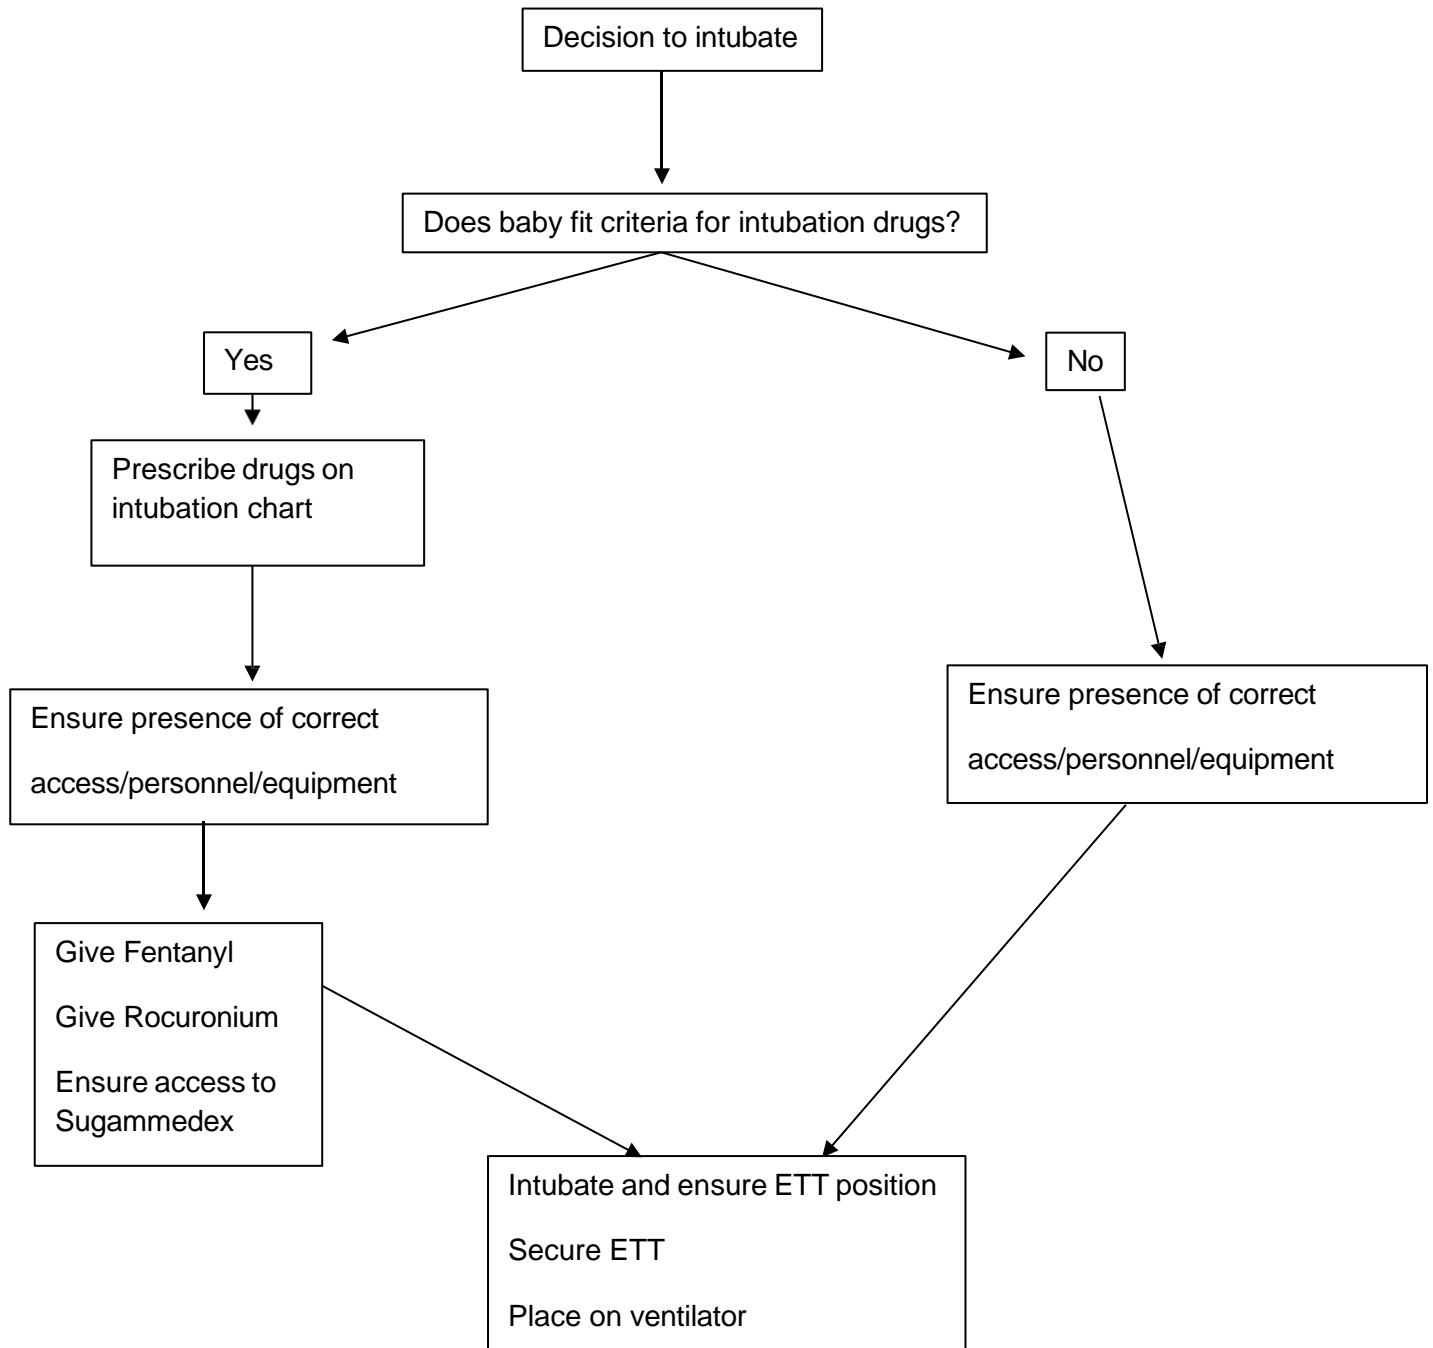 Decision to intubate
Does baby fit criteria for intubation drugs?
Yes
No
Prescribe drugs on
intubation chart
Ensure presence of correct
access/personnel/equipment
Ensure presence of correct
access/personnel/equipment
Give Fentanyl
Give Rocuronium
Ensure access to
Sugammedex
Intubate and ensure ETT position
Secure ETT
Place on ventilator